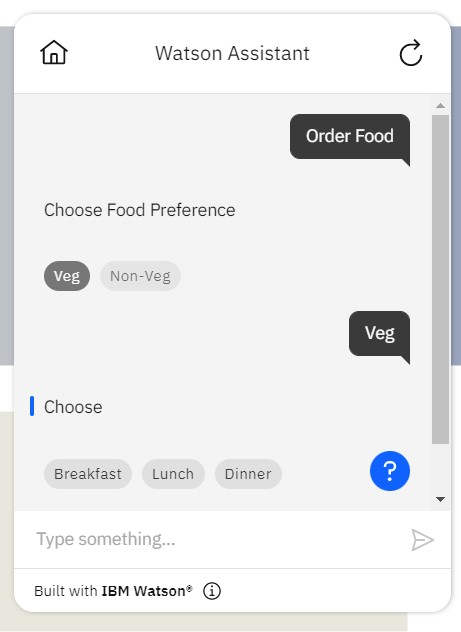 Watson Assistant
Order Food
Choose Food Preference
Veg Non-Veg
Veg
Choose
Breakfast Lunch Dinner
?
Type something...
Built with IBM Watson®